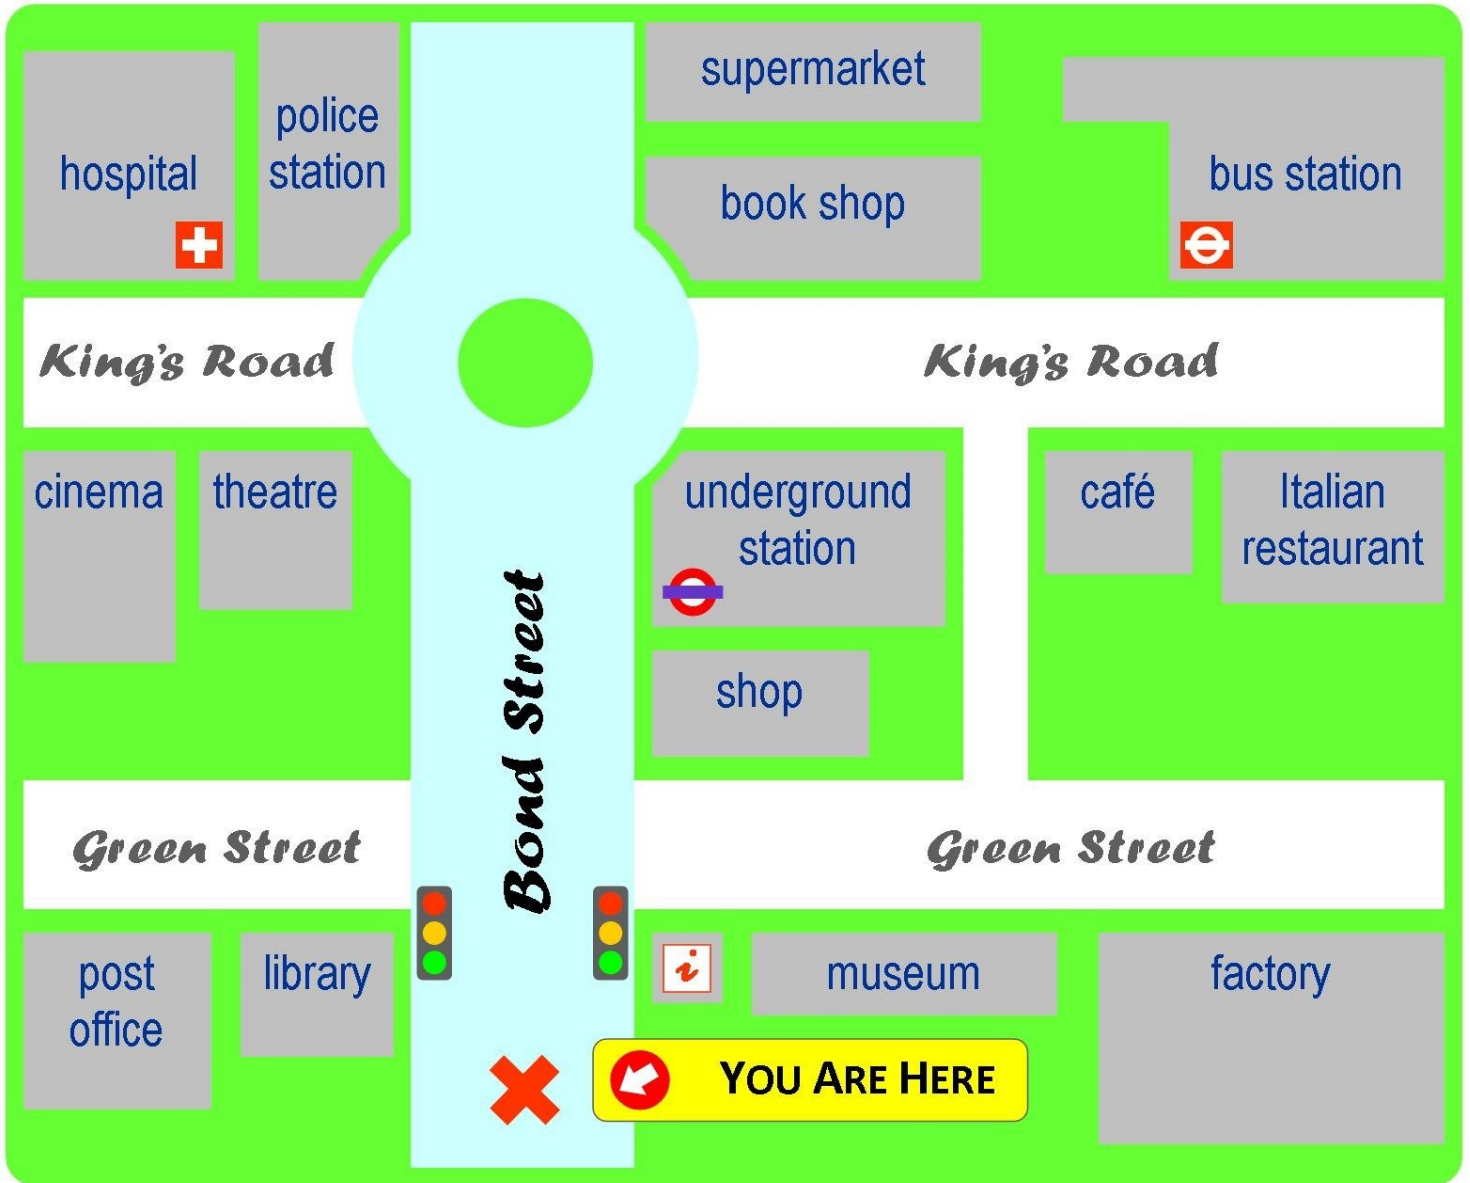 hospital
police
station
supermarket
book shop
bus station
King's Road
King's Road
cinema
theatre
underground
station
café
Italian
restaurant
shop
Bond Street
Green Street
Green Street
post
office
library
i
museum
factory
YOU ARE HERE